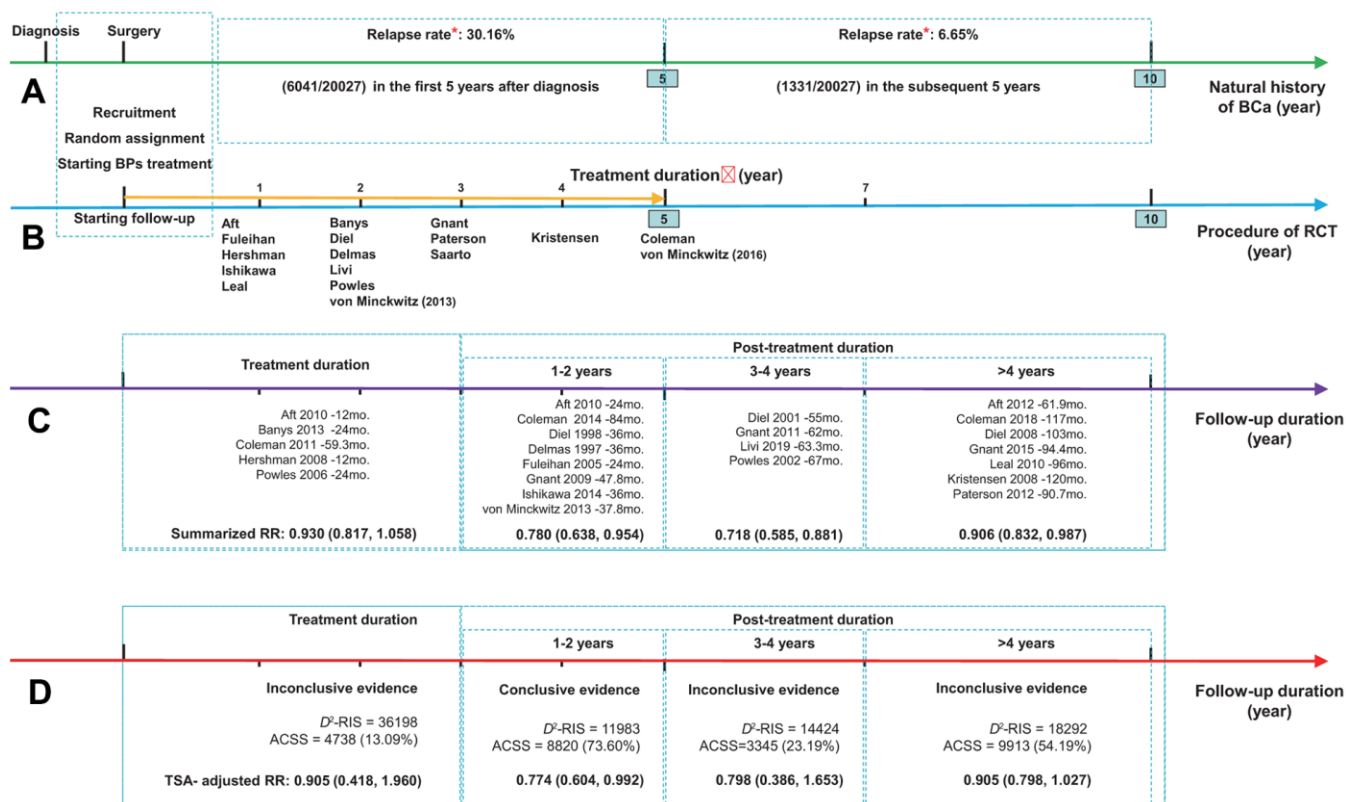 Diagnosis Surgery
Relapse rate*: 30.16% Relapse rate*: 6.65%
A
5 10
(6041/20027) in the first 5 years after diagnosis (1331/20027) in the subsequent 5 years
Natural history
of BCa (year)
Recruitment
Random assignment
Starting BPs treatment
Treatment duration (year)
1 2 3 4 7
Starting follow-up
B
5 10
Procedure of RCT
(year)
Aft
Fuleihan
Hershman
Ishikawa
Leal
Banys
Diel
Delmas
Livi
Powles
von Minckwitz (2013)
Gnant
Paterson
Saarto
Kristensen
Coleman
von Minckwitz (2016)
Treatment duration
Post-treatment duration
1-2 years 3-4 years >4 years
C
Follow-up duration
(year)
Aft 2010 -12mo.
Banys 2013 -24mo.
Coleman 2011 -59.3mo.
Hershman 2008 -12mo.
Powles 2006 -24mo.
Aft 2010 -24mo.
Coleman 2014 -84mo.
Diel 1998 -36mo.
Delmas 1997 -36mo.
Fuleihan 2005 -24mo.
Gnant 2009 -47.8mo.
Ishikawa 2014 -36mo.
von Minckwitz 2013 -37.8mo.
Diel 2001 -55mo.
Gnant 2011 -62mo.
Livi 2019 -63.3mo.
Powles 2002 -67mo.
Aft 2012 -61.9mo.
Coleman 2018 -117mo.
Diel 2008 -103mo.
Gnant 2015 -94.4mo.
Leal 2010 -96mo.
Kristensen 2008 -120mo.
Paterson 2012 -90.7mo.
Summarized RR: 0.930 (0.817, 1.058) 0.780 (0.638, 0.954) 0.718 (0.585, 0.881) 0.906 (0.832, 0.987)
Treatment duration
Post-treatment duration
1-2 years 3-4 years >4 years
D
Follow-up duration
(year)
Inconclusive evidence
D²-RIS = 36198
ACSS = 4738 (13.09%)
Conclusive evidence
D²-RIS = 11983
ACSS = 8820 (73.60%)
Inconclusive evidence
D²-RIS = 14424
ACSS=3345 (23.19%)
Inconclusive evidence
D²-RIS = 18292
ACSS = 9913 (54.19%)
TSA- adjusted RR: 0.905 (0.418, 1.960) 0.774 (0.604, 0.992) 0.798 (0.386, 1.653) 0.905 (0.798, 1.027)